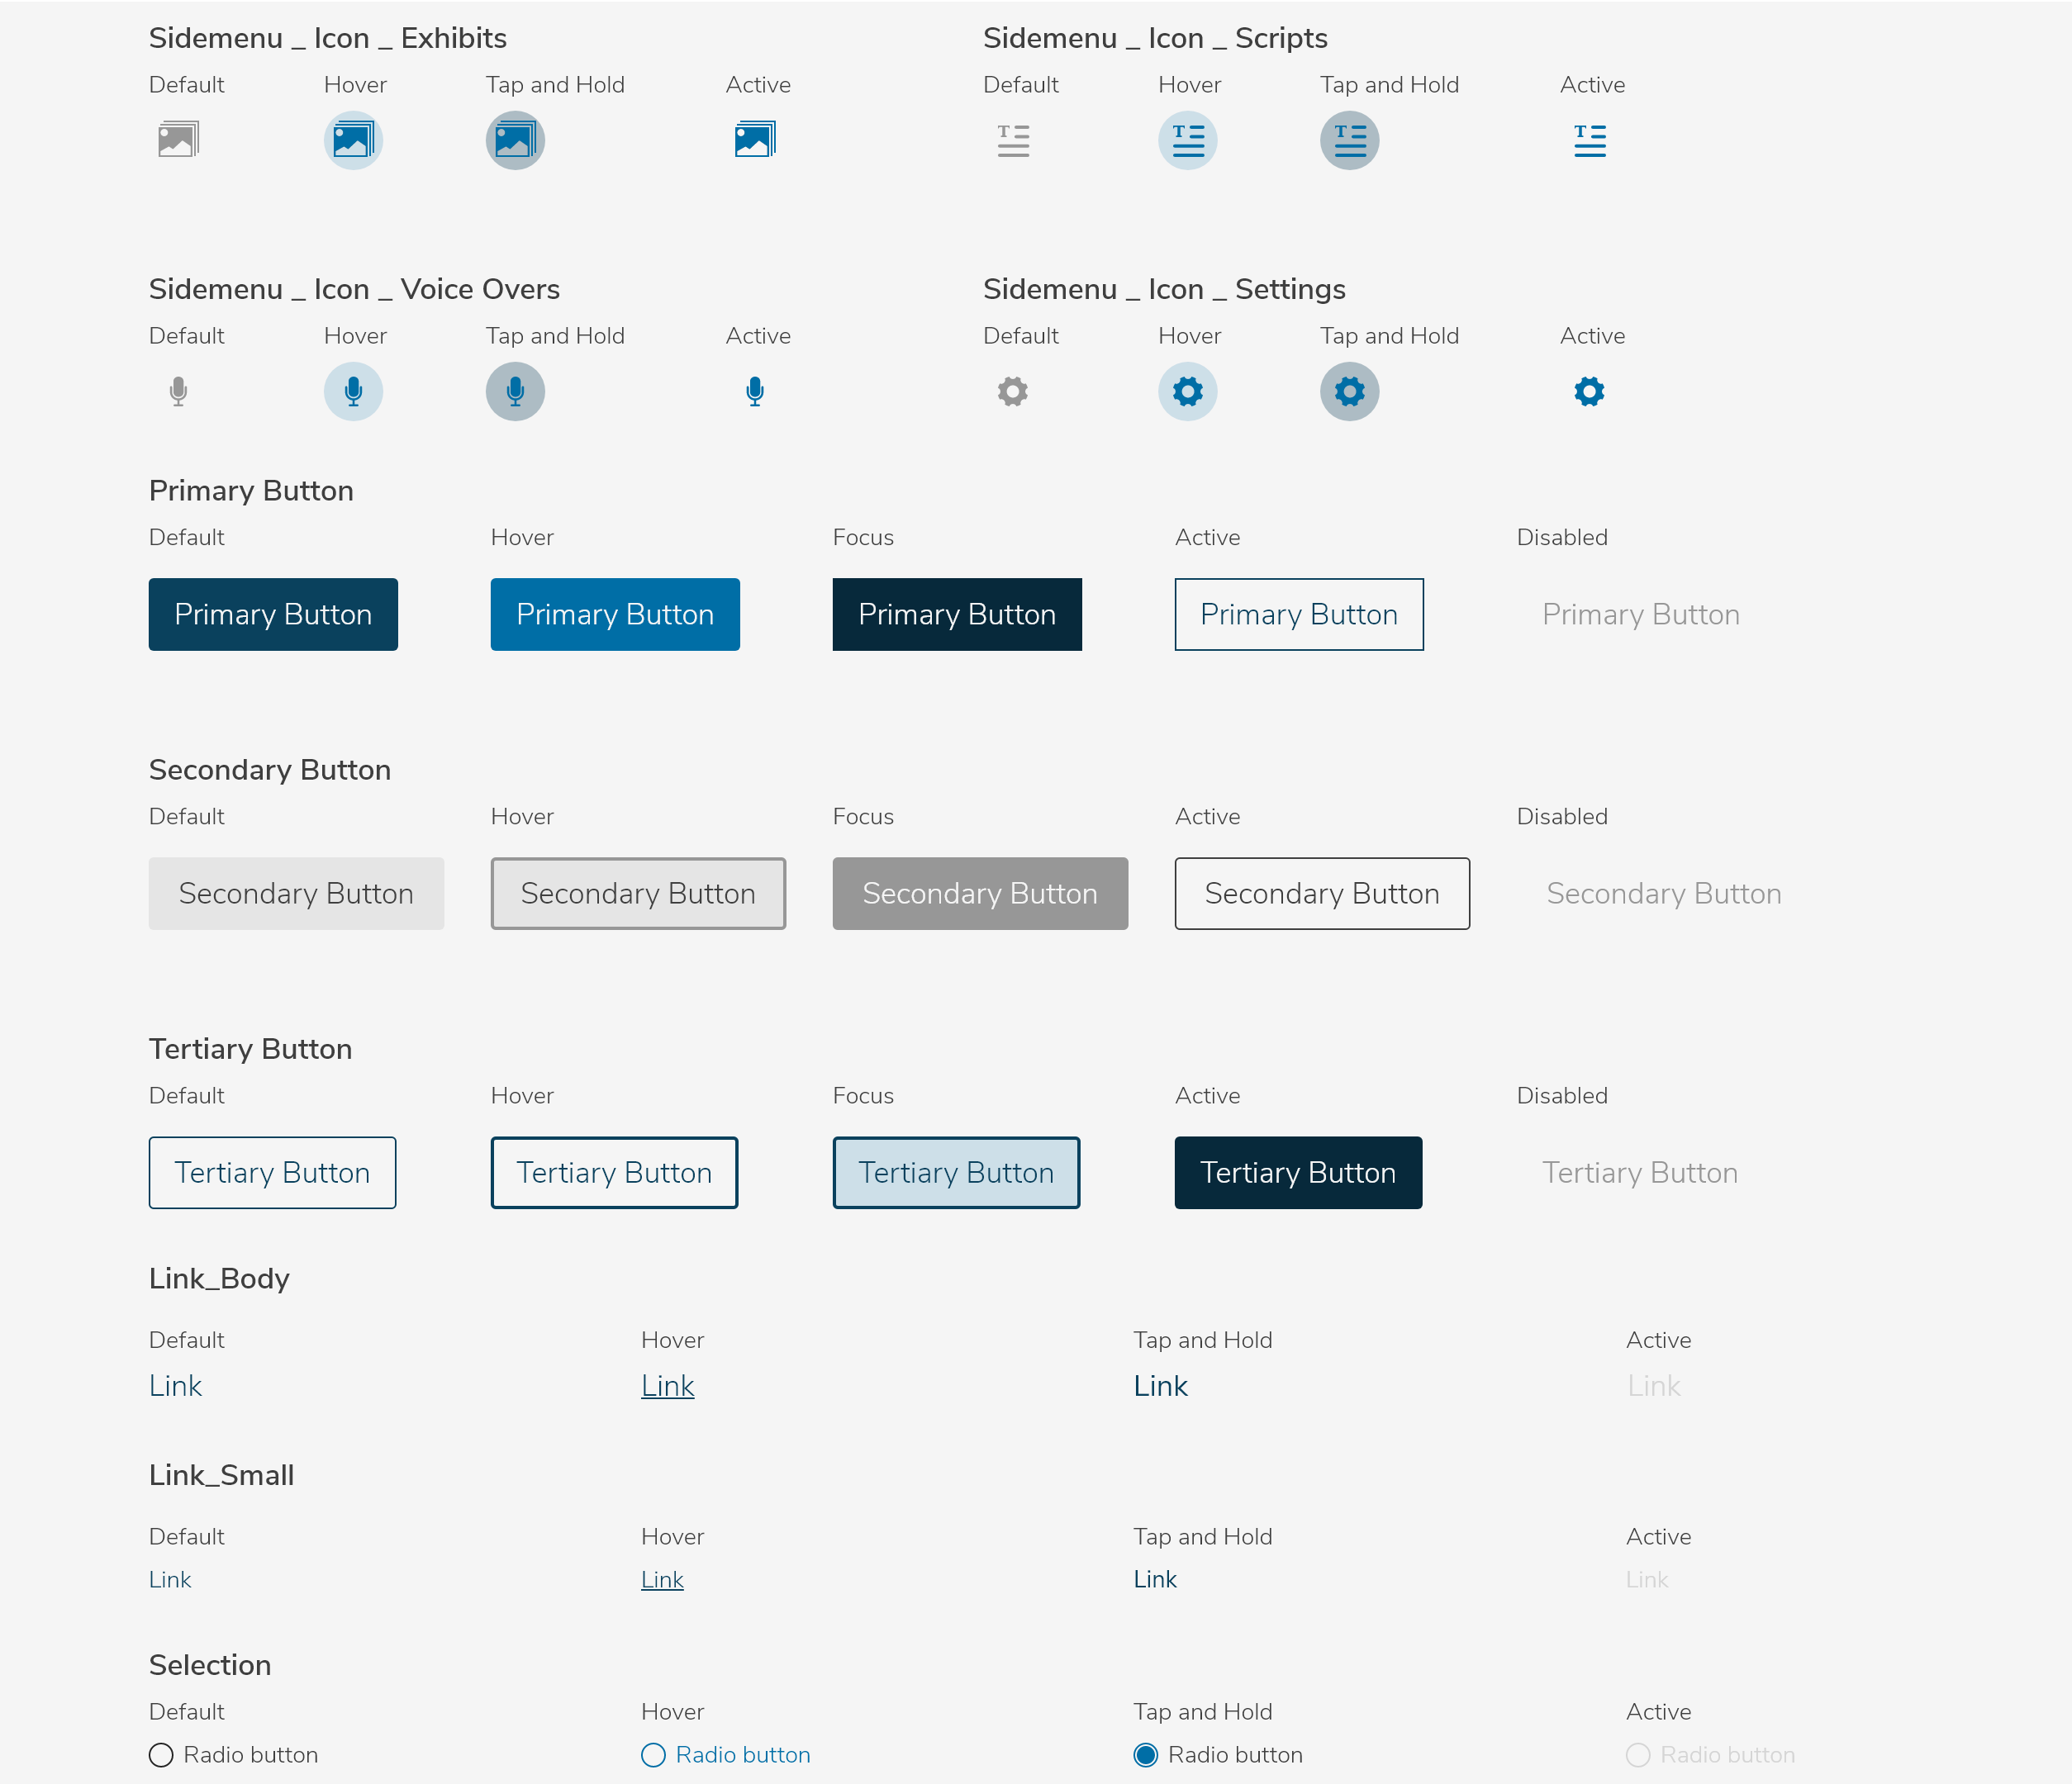 Sidemenu _ Icon _ Exhibits
Default Hover Tap and Hold Active
Sidemenu _ Icon _ Scripts
Default Hover Tap and Hold Active
T T T T
Sidemenu _ Icon _ Voice Overs
Default Hover Tap and Hold Active
Sidemenu _ Icon _ Settings
Default Hover Tap and Hold Active
Primary Button
Default Hover Focus Active Disabled
Primary Button Primary Button Primary Button Primary Button Primary Button
Secondary Button
Default Hover Focus Active Disabled
Secondary Button Secondary Button Secondary Button Secondary Button Secondary Button
Tertiary Button
Default Hover Focus Active Disabled
Tertiary Button Tertiary Button Tertiary Button Tertiary Button Tertiary Button
Link_Body
Default Hover Tap and Hold Active
Link Link Link Link
Link_Small
Default Hover Tap and Hold Active
Link Link Link Link
Selection
Default Hover Tap and Hold Active
Radio button Radio button Radio button Radio button